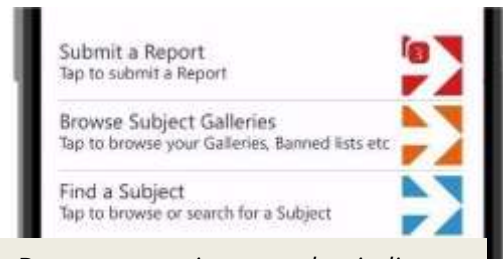 Submit a Report
3
Tap to submit a Report
Browse Subject Galleries
Tap to browse your Galleries, Banned lists etc
Find a Subject
Tap to browse or search for a Subject